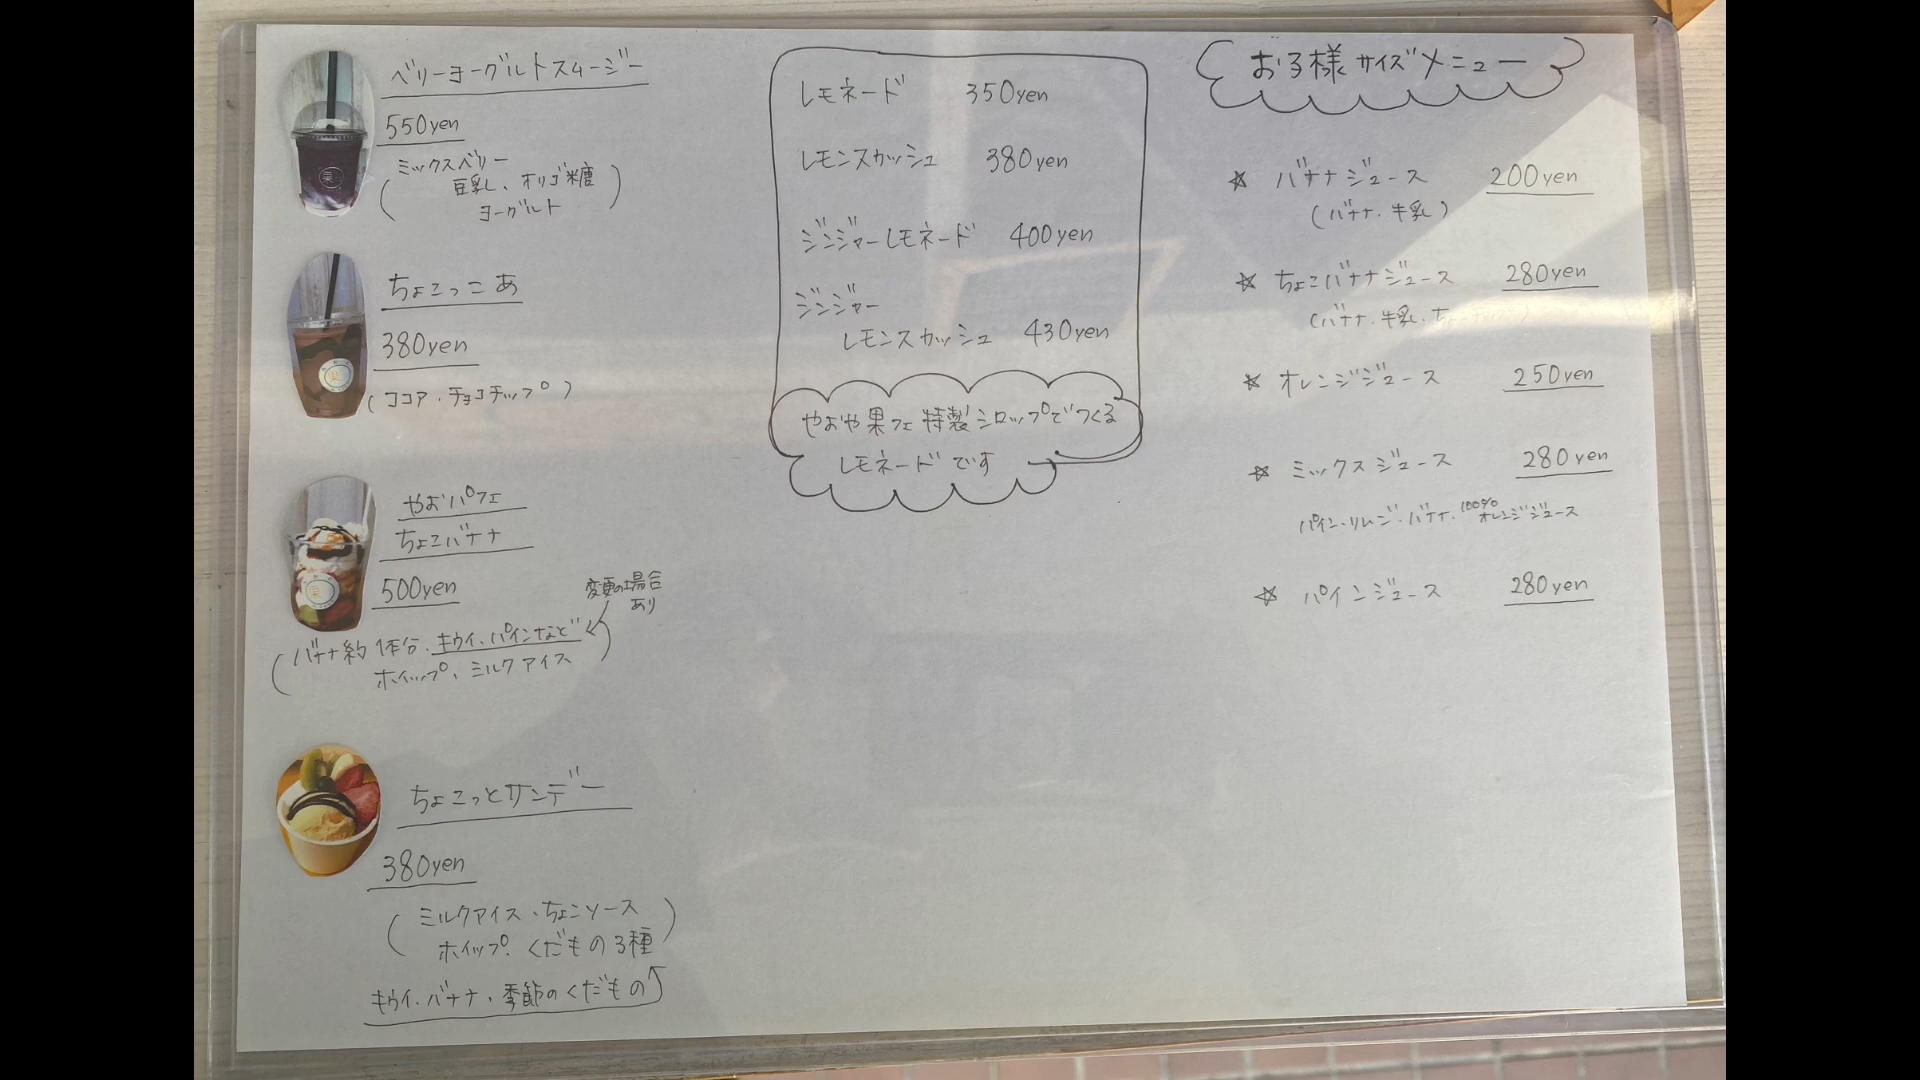 ベリーヨーグルトスムージー
550yen
(ミックスベリー
豆乳、オリゴ糖
ヨーグルト)
ちょこっこあ
380yen
(ココア・チョコチップ)
やおパフェ
ちょこバナナ
500yen
変更の場合
あり
(バナナ約1本分、キウイ、パインなど
ホイップ、ミルクアイス)
ちょこっとサンデー
380yen
(ミルクアイス・ちょこソース
ホイップ、くだもの3種)
キウイ、バナナ、季節のくだもの
レモネード 350yen
レモンスカッシュ 380yen
ジンジャーレモネード 400yen
ジンジャー
レモンスカッシュ 430yen
やおや果フェ特製シロップでつくる
レモネードです
お子様サイズメニュー
☆ バナナジュース 200yen
(バナナ、牛乳)
☆ ちょこバナナジュース 280yen
(バナナ、牛乳、
☆ オレンジジュース 250yen
☆ ミックスジュース 280yen
パイン・りんご・バナナ・100%オレンジジュース
☆ パインジュース 280yen